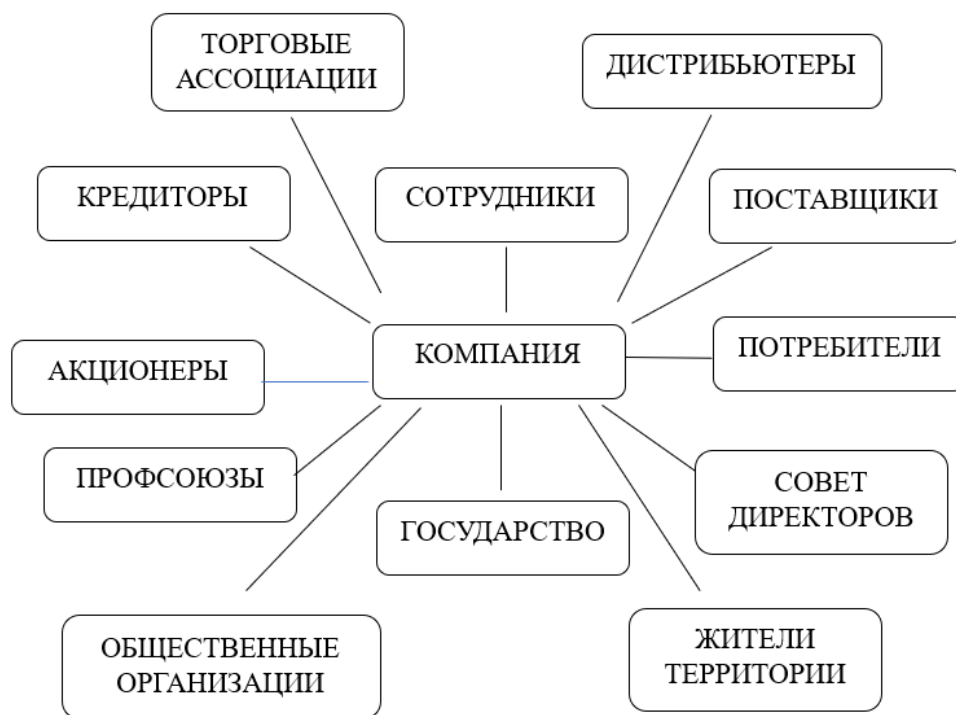 ТОРГОВЫЕ
АССОЦИАЦИИ
ДИСТРИБЬЮТЕРЫ
КРЕДИТОРЫ
СОТРУДНИКИ
ПОСТАВЩИКИ
КОМПАНИЯ
ПОТРЕБИТЕЛИ
АКЦИОНЕРЫ
ПРОФСОЮЗЫ
ГОСУДАРСТВО
СОВЕТ
ДИРЕКТОРОВ
ОБЩЕСТВЕННЫЕ
ОРГАНИЗАЦИИ
ЖИТЕЛИ
ТЕРРИТОРИИ